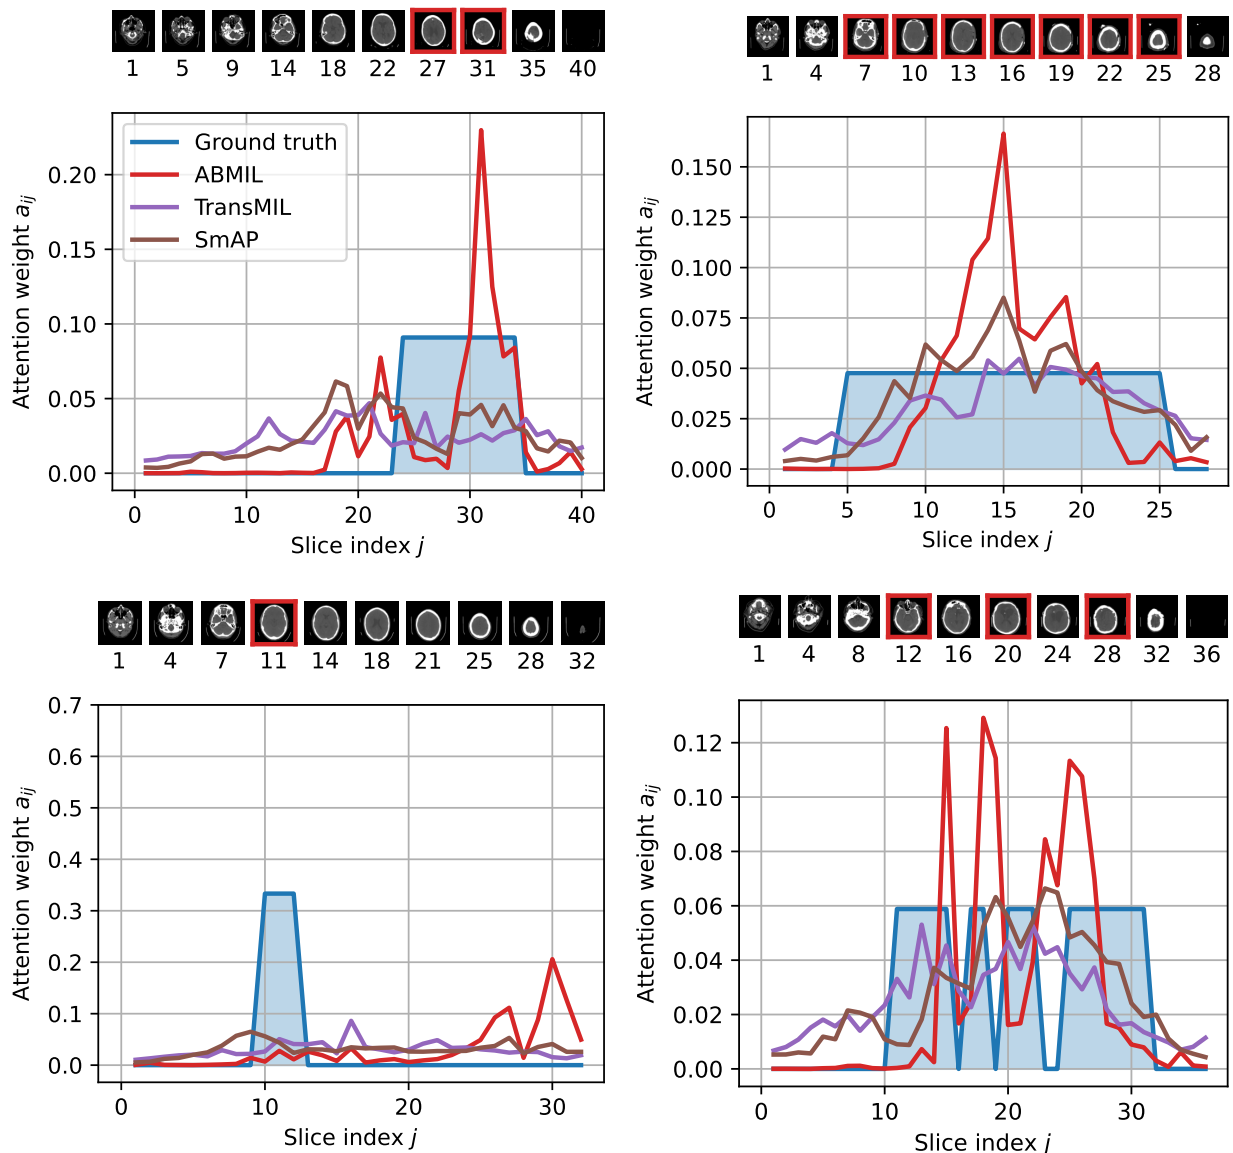 1 5 9 14 18 22 27 31 35 40
Attention weight a_ij
0.20
0.15
0.10
0.05
0.00
Ground truth
ABMIL
TransMIL
SmAP
0 10 20 30 40
Slice index j
1 4 7 10 13 16 19 22 25 28
Attention weight a_ij
0.150
0.125
0.100
0.075
0.050
0.025
0.000
0 5 10 15 20 25
Slice index j
1 4 7 11 14 18 21 25 28 32
Attention weight a_ij
0.7
0.6
0.5
0.4
0.3
0.2
0.1
0.0
0 10 20 30
Slice index j
1 4 8 12 16 20 24 28 32 36
Attention weight a_ij
0.12
0.10
0.08
0.06
0.04
0.02
0.00
0 10 20 30
Slice index j